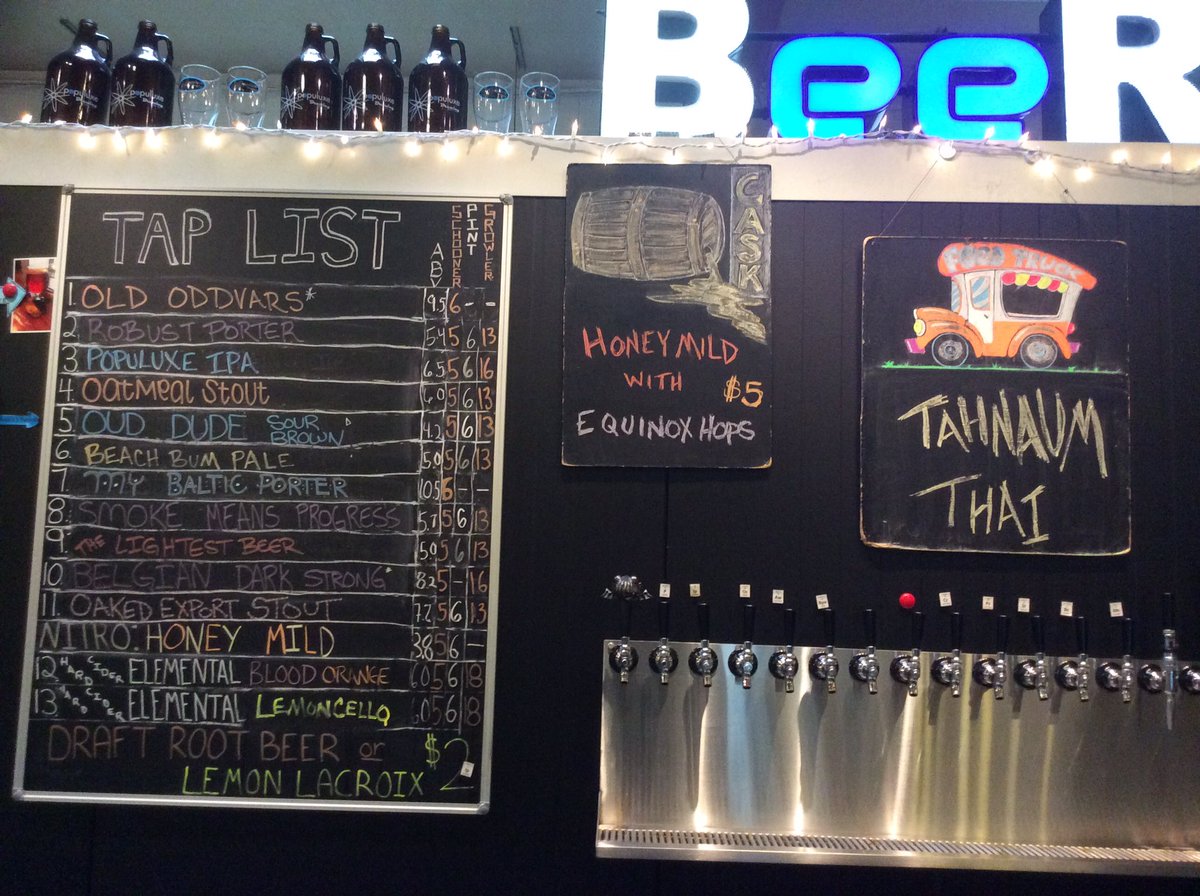 BeeR
populuxe
populuxe
populuxe
populuxe
populuxe
TAP LIST
ABV SCHOONER PINT GROWLER
1. OLD ODDVARS* 9.5 6 - -
2. ROBUST PORTER 5.4 5 6 13
3. POPULUXE IPA 6.5 5 6 16
4. Oatmeal Stout 6.0 5 6 13
5. OUD DUDE SOUR BROWN 4.2 5 6 13
6. BEACH BUM PALE 5.0 5 6 13
7. BALTIC PORTER 10.5 6 - -
8. SMOKE MEANS PROGRESS 5.7 5 6 13
9. THE LIGHTEST BEER 5.9 5 6 13
10. BELGIAN DARK STRONG* 8.2 5 - 16
11. OAKED EXPORT STOUT 7.2 5 6 13
NITRO: HONEY MILD 3.8 5 6 -
12. HARD CIDER ELEMENTAL BLOOD ORANGE 6.0 5 6 18
13. HARD CIDER ELEMENTAL LEMONCELLO 6.0 5 6 18
DRAFT ROOT BEER or
LEMON LACROIX $2
CASK
HONEY MILD
WITH $5
EQUINOX HOPS
FOOD TRUCK
TAHNAUM
THAI